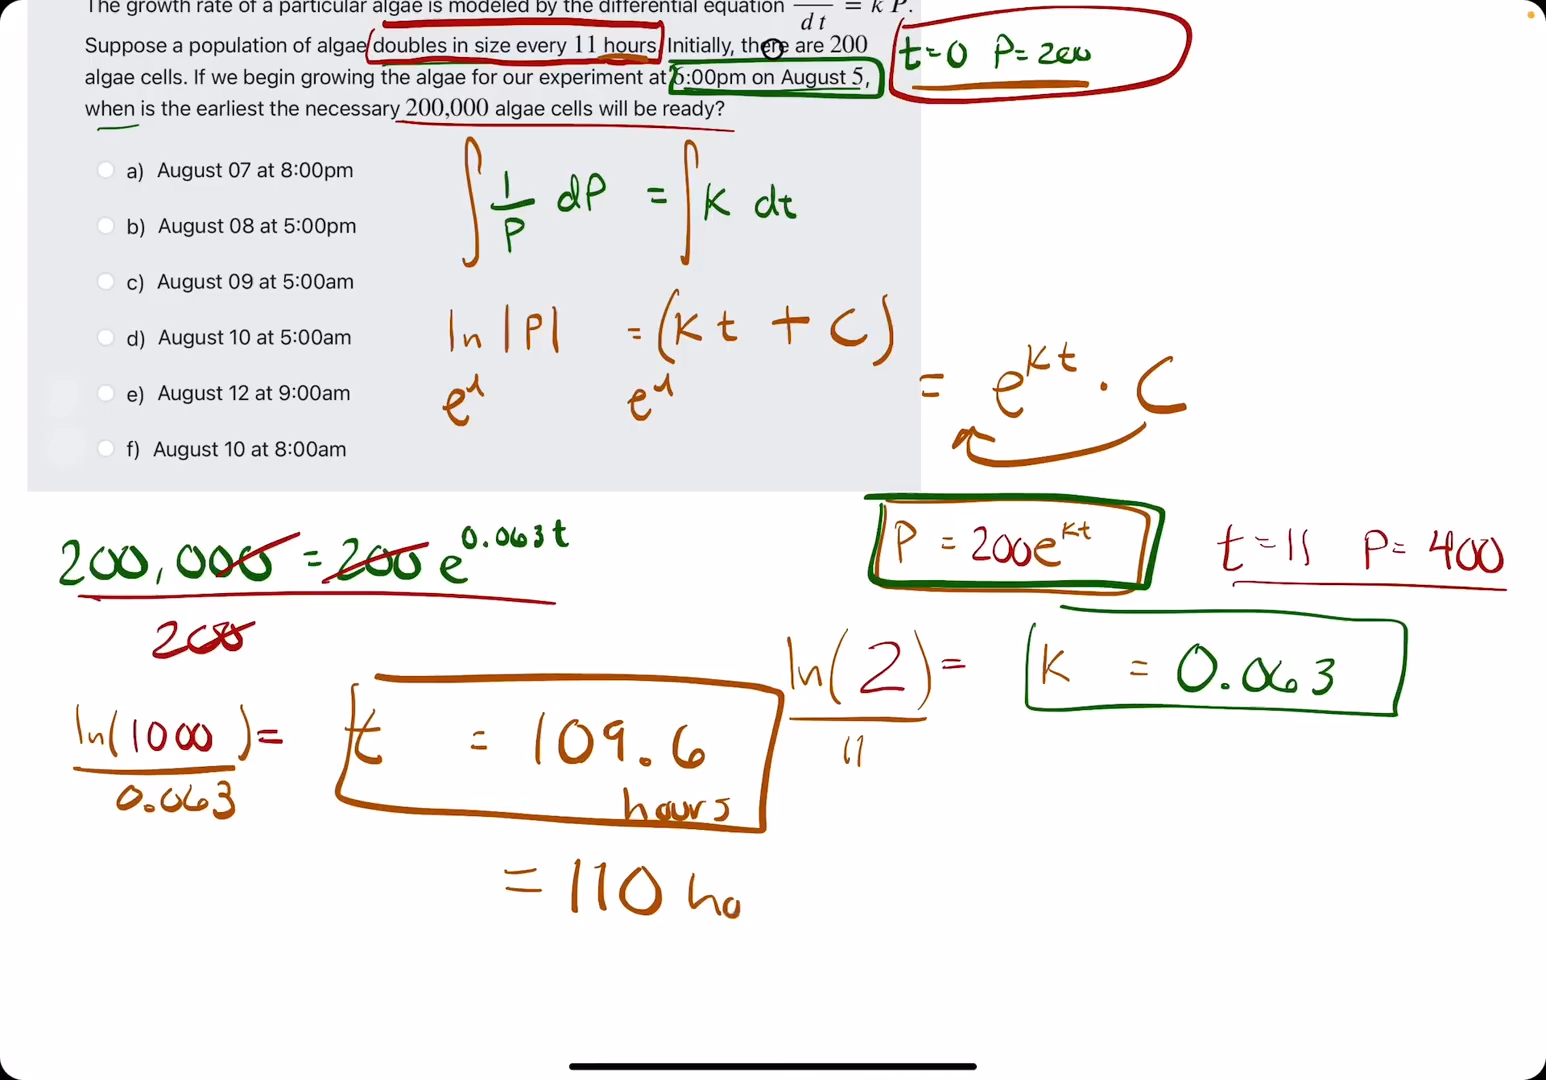 The growth rate of a particular algae is modeled by the differential equation —/dt = k P.
Suppose a population of algae doubles in size every 11 hours. Initially, there are 200
algae cells. If we begin growing the algae for our experiment at 6:00pm on August 5,
when is the earliest the necessary 200,000 algae cells will be ready?
t=0 P=200
a) August 07 at 8:00pm
b) August 08 at 5:00pm
c) August 09 at 5:00am
d) August 10 at 5:00am
e) August 12 at 9:00am
f) August 10 at 8:00am
∫ 1/P dP = ∫ K dt
ln |P| = (Kt + C)
e e = e^Kt · C
P = 200e^Kt t=11 P=400
200,000 = 200 e^0.063t
200
ln(2) = K = 0.063
11
ln(1000) = t = 109.6
0.063 hours
= 110 ho